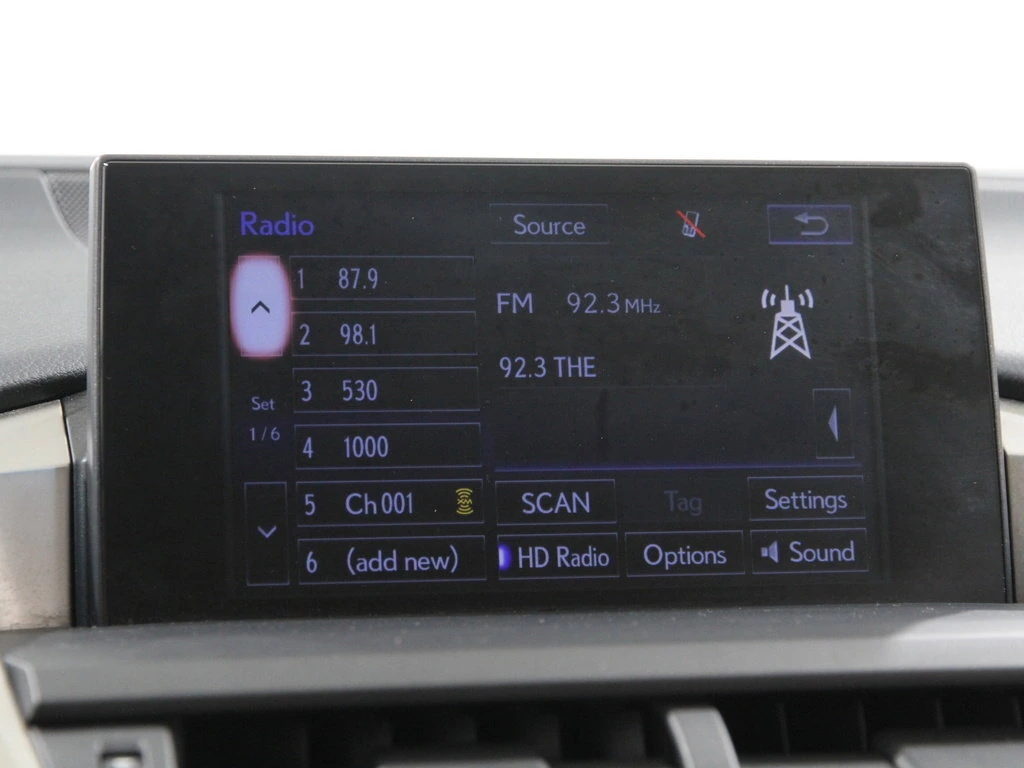 Radio
Source
1 87.9
2 98.1
3 530
4 1000
5 Ch 001
6 (add new)
Set
1/6
FM 92.3 MHz
92.3 THE
SCAN
Tag
Settings
HD Radio
Options
Sound